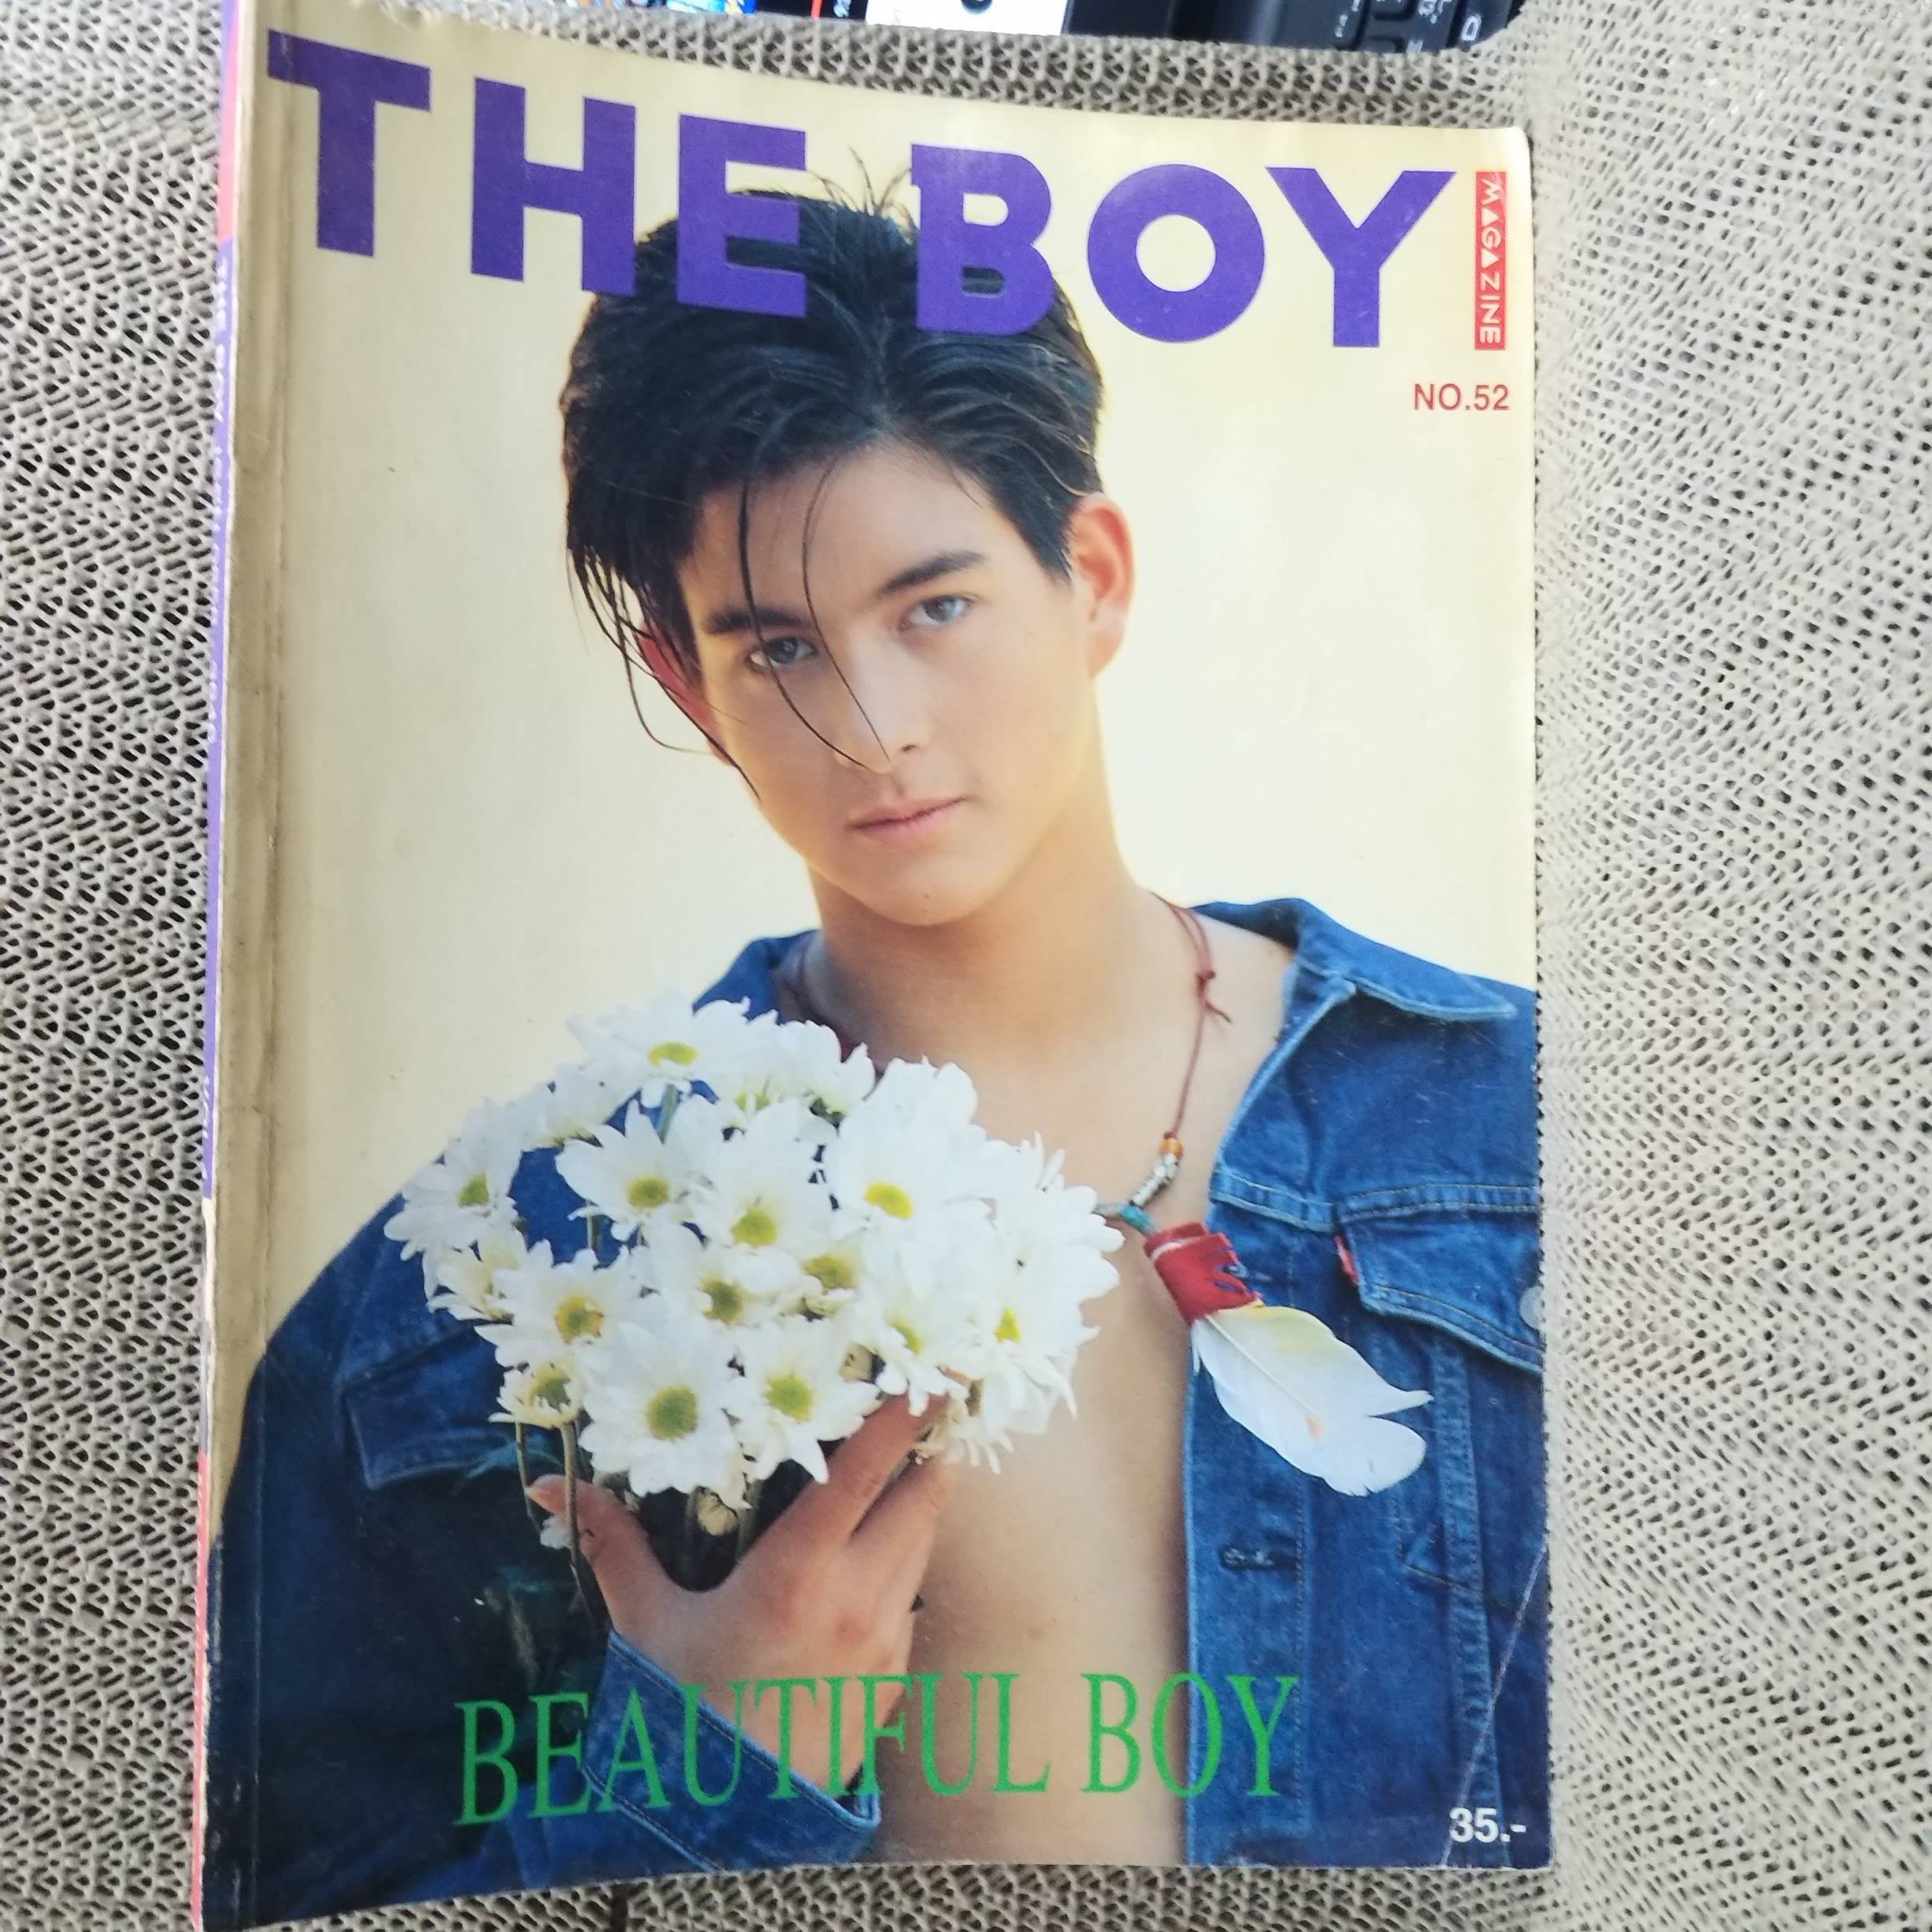 THE BOY
MAGAZINE
NO.52
BEAUTIFUL BOY
35.-